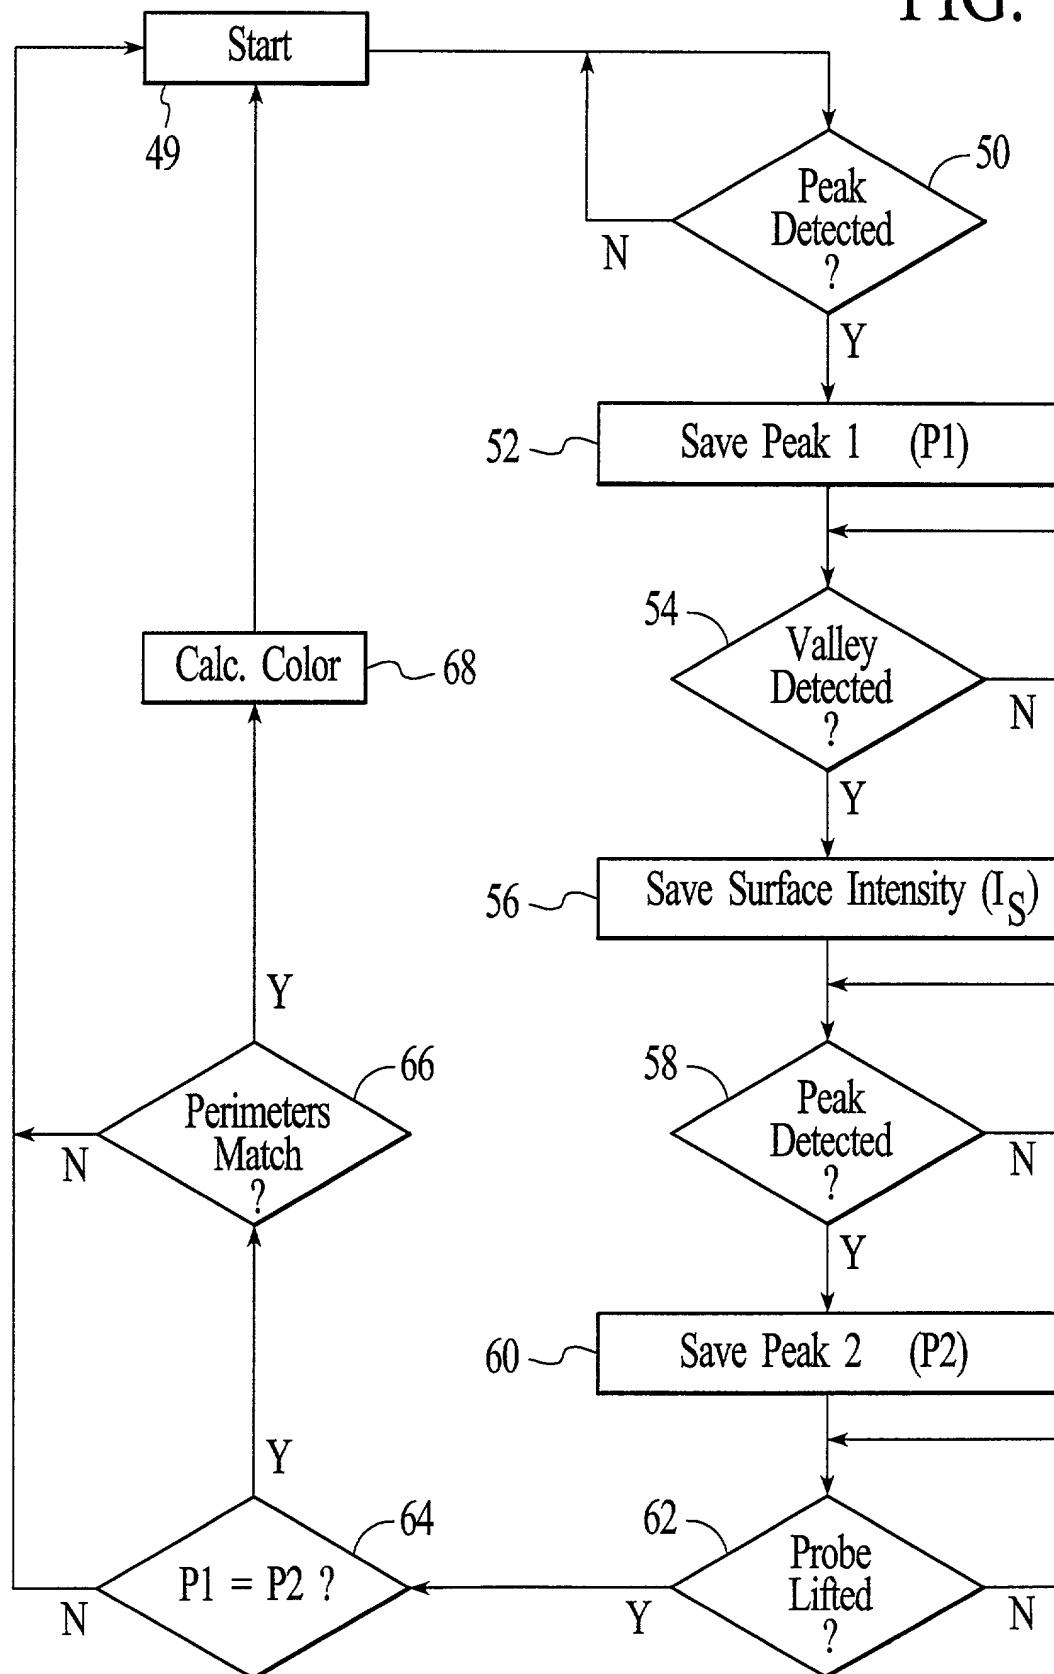 FIG.
Start
49
50
Peak
Detected
?
N
Y
52
Save Peak 1 (P1)
54
Valley
Detected
?
N
Y
Calc. Color
68
56
Save Surface Intensity (IS)
Y
58
Peak
Detected
?
N
Y
66
Perimeters
Match
?
N
60
Save Peak 2 (P2)
Y
62
Probe
Lifted
?
N
Y
64
P1 = P2 ?
N